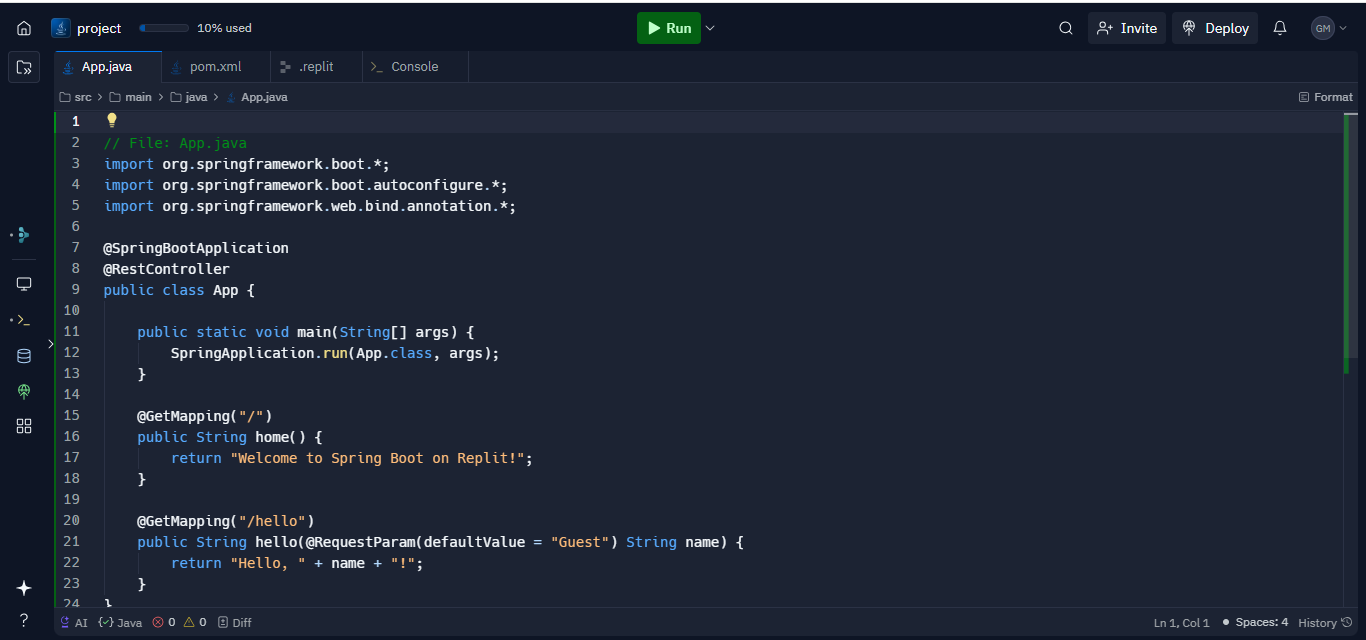 project 10% used Run Invite Deploy GM
App.java pom.xml .replit >_ Console
src > main > java > App.java Format
1
2 // File: App.java
3 import org.springframework.boot.*;
4 import org.springframework.boot.autoconfigure.*;
5 import org.springframework.web.bind.annotation.*;
6
7 @SpringBootApplication
8 @RestController
9 public class App {
10
11     public static void main(String[] args) {
12         SpringApplication.run(App.class, args);
13     }
14
15     @GetMapping("/")
16     public String home() {
17         return "Welcome to Spring Boot on Replit!";
18     }
19
20     @GetMapping("/hello")
21     public String hello(@RequestParam(defaultValue = "Guest") String name) {
22         return "Hello, " + name + "!";
23     }
24 }
AI Java 0 0 Diff Ln 1, Col 1 Spaces: 4 History